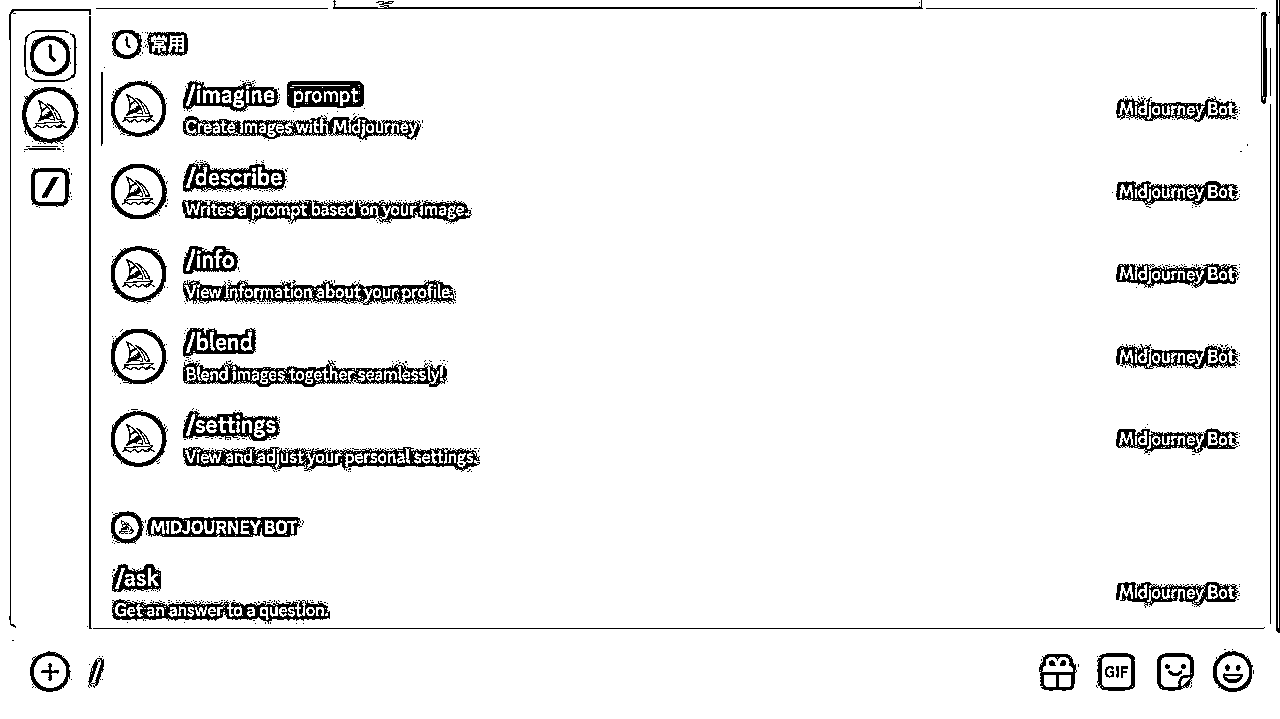 常用
/imagine prompt
Create images with Midjourney
Midjourney Bot
/describe
Writes a prompt based on your image.
Midjourney Bot
/info
View information about your profile.
Midjourney Bot
/blend
Blend images together seamlessly!
Midjourney Bot
/settings
View and adjust your personal settings.
Midjourney Bot
MIDJOURNEY BOT
/ask
Get an answer to a question.
Midjourney Bot
/
GIF